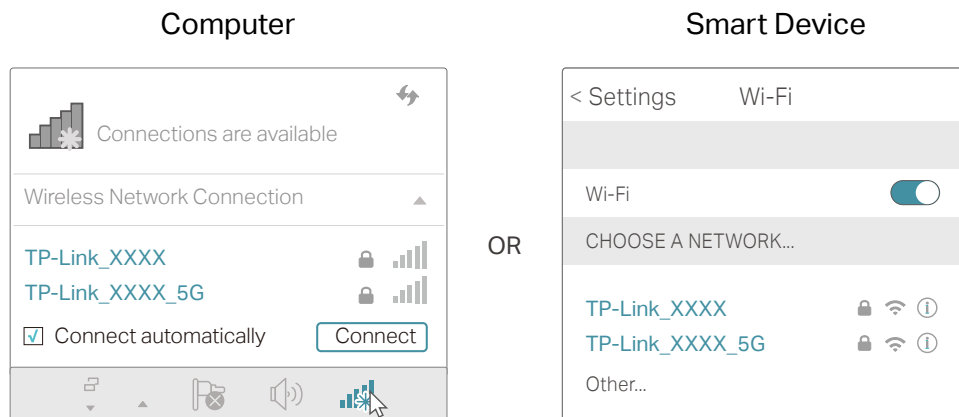 Computer
Connections are available
Wireless Network Connection
TP-Link_XXXX
TP-Link_XXXX_5G
Connect automatically
Connect
OR
Smart Device
< Settings
Wi-Fi
Wi-Fi
CHOOSE A NETWORK...
TP-Link_XXXX
TP-Link_XXXX_5G
Other...